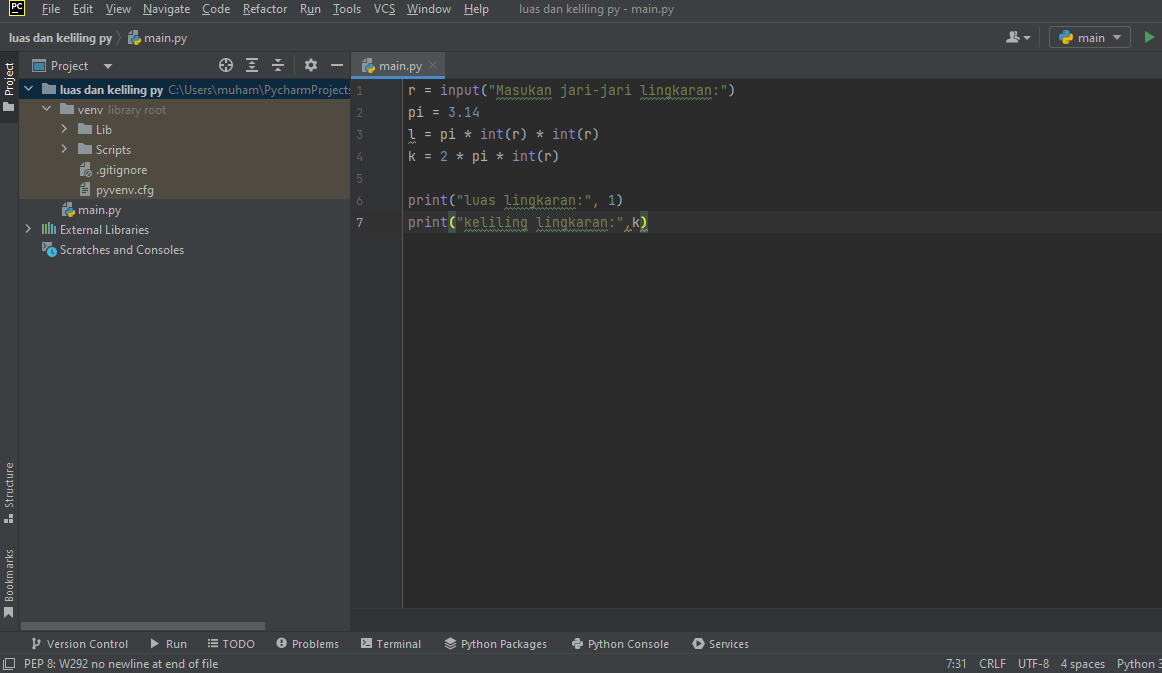 PC File Edit View Navigate Code Refactor Run Tools VCS Window Help luas dan keliling py - main.py
luas dan keliling py main.py main
Project main.py
Project
luas dan keliling py C:\Users\muham\PycharmProjects
venv library root
Lib
Scripts
.gitignore
pyvenv.cfg
main.py
External Libraries
Scratches and Consoles
1 r = input("Masukan jari-jari lingkaran:")
2 pi = 3.14
3 l = pi * int(r) * int(r)
4 k = 2 * pi * int(r)
5
6 print("luas lingkaran:", l)
7 print("keliling lingkaran:",k)
Structure
Bookmarks
Version Control Run TODO Problems Terminal Python Packages Python Console Services
PEP 8: W292 no newline at end of file 7:31 CRLF UTF-8 4 spaces Python 3